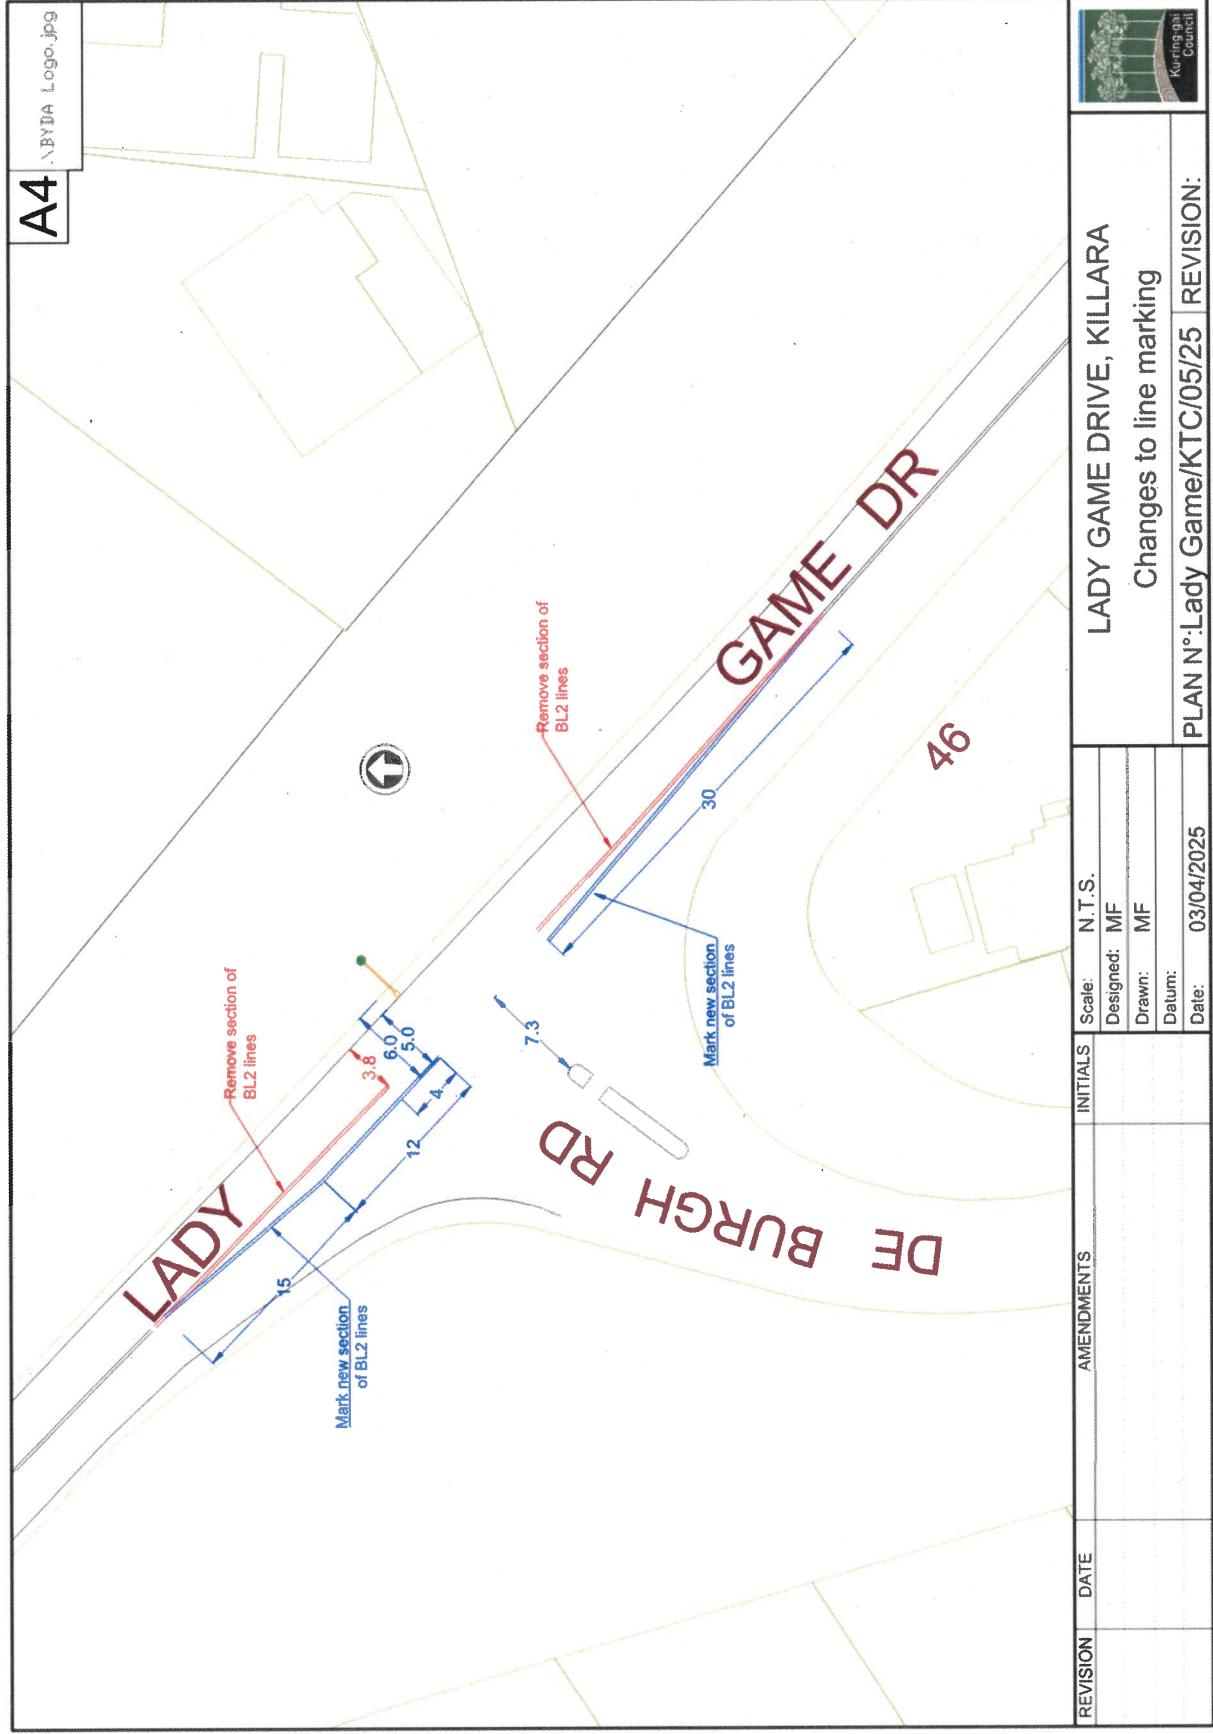 A4
.\BYDA Logo.jpg
LADY
GAME DR
DE BURGH RD
46
Remove section of
BL2 lines
Remove section of
BL2 lines
Mark new section
of BL2 lines
Mark new section
of BL2 lines
3.8
6.0
5.0
4
12
15
7.3
30
REVISION
DATE
AMENDMENTS
INITIALS
Scale: N.T.S.
Designed: MF
Drawn: MF
Datum:
Date: 03/04/2025
LADY GAME DRIVE, KILLARA
Changes to line marking
PLAN N°:Lady Game/KTC/05/25
REVISION:
Ku-ring-gai
Council